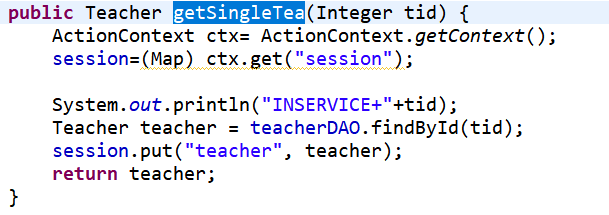 public Teacher getSingleTea(Integer tid) {
ActionContext ctx= ActionContext.getContext();
session=(Map) ctx.get("session");
System.out.println("INSERVICE+"+tid);
Teacher teacher = teacherDAO.findById(tid);
session.put("teacher", teacher);
return teacher;
}